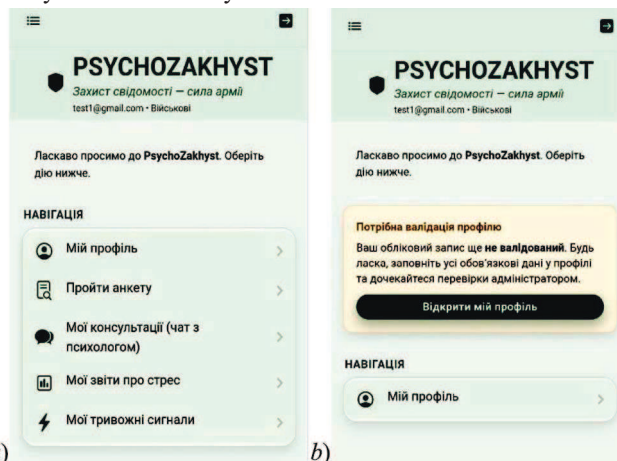 PSYCHOZAKHYST
Захист свідомості — сила армії
test1@gmail.com • Військові
Ласкаво просимо до PsychoZakhyst. Оберіть
дію нижче.
НАВІГАЦІЯ
Мій профіль
Пройти анкету
Мої консультації (чат з
психологом)
Мої звіти про стрес
Мої тривожні сигнали
)
PSYCHOZAKHYST
Захист свідомості — сила армії
test1@gmail.com • Військові
Ласкаво просимо до PsychoZakhyst. Оберіть
дію нижче.
Потрібна валідація профілю
Ваш обліковий запис ще не валідований. Будь
ласка, заповніть усі обов'язкові дані у профілі
та дочекайтеся перевірки адміністратором.
Відкрити мій профіль
НАВІГАЦІЯ
Мій профіль
b)